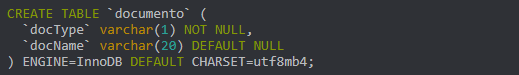 CREATE TABLE `documento` (
  `docType` varchar(1) NOT NULL,
  `docName` varchar(20) DEFAULT NULL
) ENGINE=InnoDB DEFAULT CHARSET=utf8mb4;